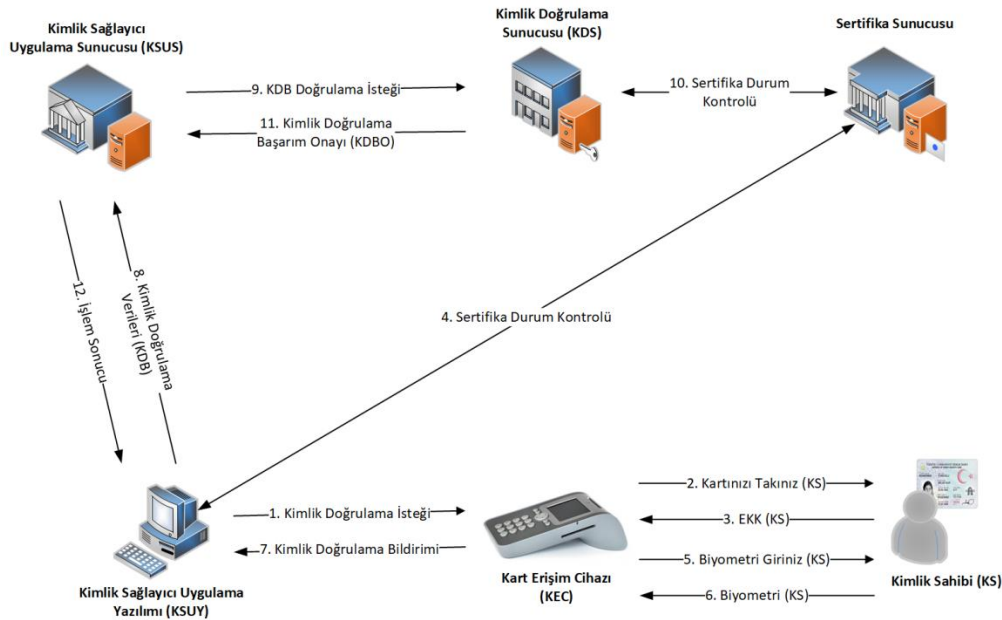 Kimlik Sağlayıcı
Uygulama Sunucusu (KSUS)
Kimlik Doğrulama
Sunucusu (KDS)
Sertifika Sunucusu
9. KDB Doğrulama İsteği
10. Sertifika Durum
Kontrolü
11. Kimlik Doğrulama
Başarım Onayı (KDBO)
12. İşlem Sonucu
8. Kimlik Doğrulama
Verileri (KDB)
4. Sertifika Durum Kontrolü
1. Kimlik Doğrulama İsteği
7. Kimlik Doğrulama Bildirimi
2. Kartınızı Takınız (KS)
3. EKK (KS)
5. Biyometri Giriniz (KS)
6. Biyometri (KS)
Kimlik Sağlayıcı Uygulama
Yazılımı (KSUY)
Kart Erişim Cihazı
(KEC)
Kimlik Sahibi (KS)